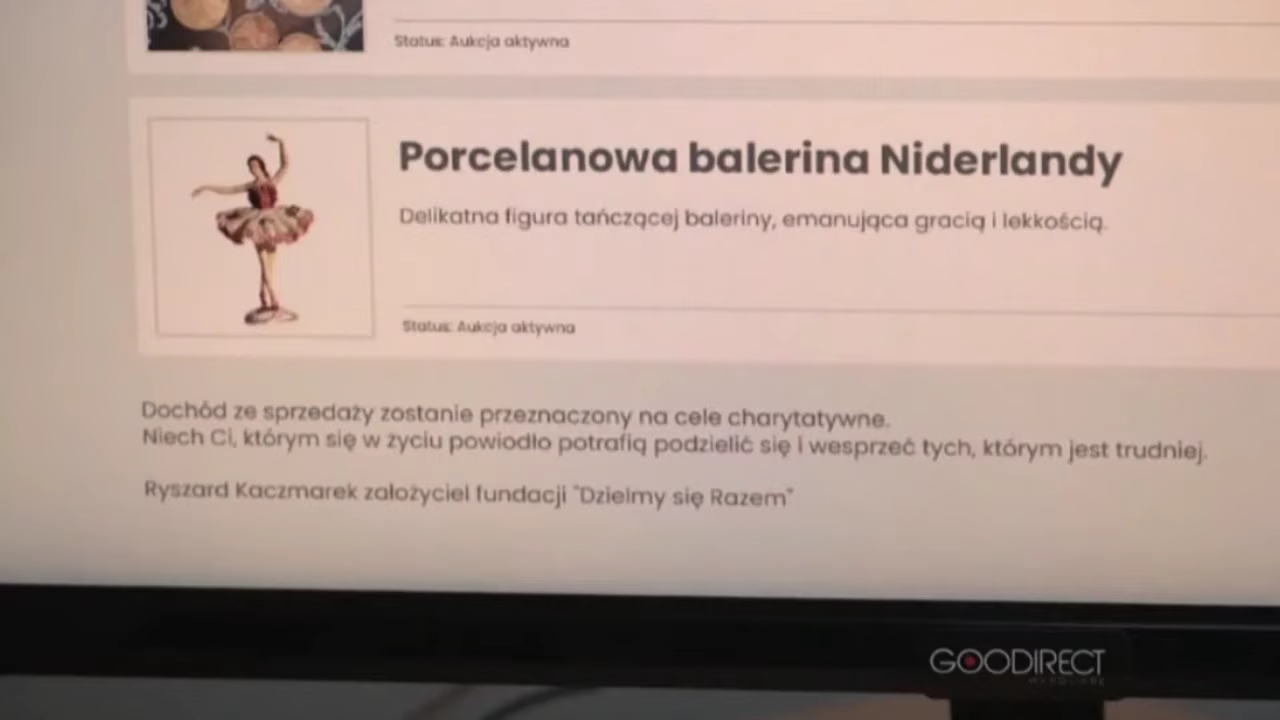 Status: Aukcja aktywna
Porcelanowa balerina Niderlandy
Delikatna figura tańczącej baleriny, emanująca gracią i lekkością.
Status: Aukcja aktywna
Dochód ze sprzedaży zostanie przeznaczony na cele charytatywne.
Niech Ci, którym się w życiu powiodło potrafią podzielić się i wesprzeć tych, którym jest trudniej.
Ryszard Kaczmarek założyciel fundacji "Dzielmy się Razem"
GOODIRECT